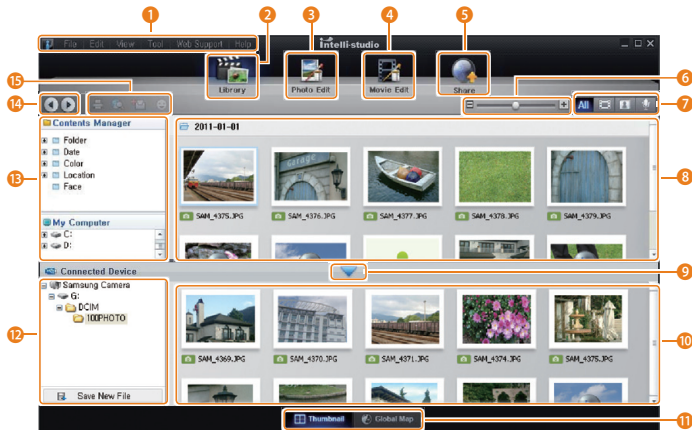 1
2
3
4
5
File Edit View Tool Web Support Help
Intelli-studio
Library
Photo Edit
Movie Edit
Share
6
15
14
All
7
Contents Manager
2011-01-01
Folder
Date
Color
Location
Face
13
8
SAM_4375.JPG SAM_4376.JPG SAM_4377.JPG SAM_4378.JPG SAM_4379.JPG
My Computer
C:
D:
Connected Device
9
Samsung Camera
G:
DCIM
100PHOTO
12
10
SAM_4369.JPG SAM_4370.JPG SAM_4371.JPG SAM_4374.JPG SAM_4375.JPG
Save New File
Thumbnail Global Map
11